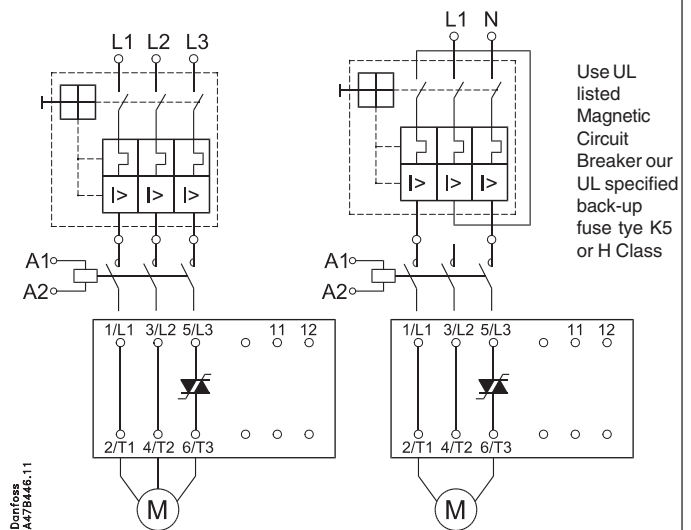 L1 L2 L3
I> I> I>
A1
A2
1/L1 3/L2 5/L3 11 12
2/T1 4/T2 6/T3
M
L1 N
I> I> I>
A1
A2
1/L1 3/L2 5/L3 11 12
2/T1 4/T2 6/T3
M
Use UL
listed
Magnetic
Circuit
Breaker our
UL specified
back-up
fuse tye K5
or H Class
Danfoss
A47B446.11